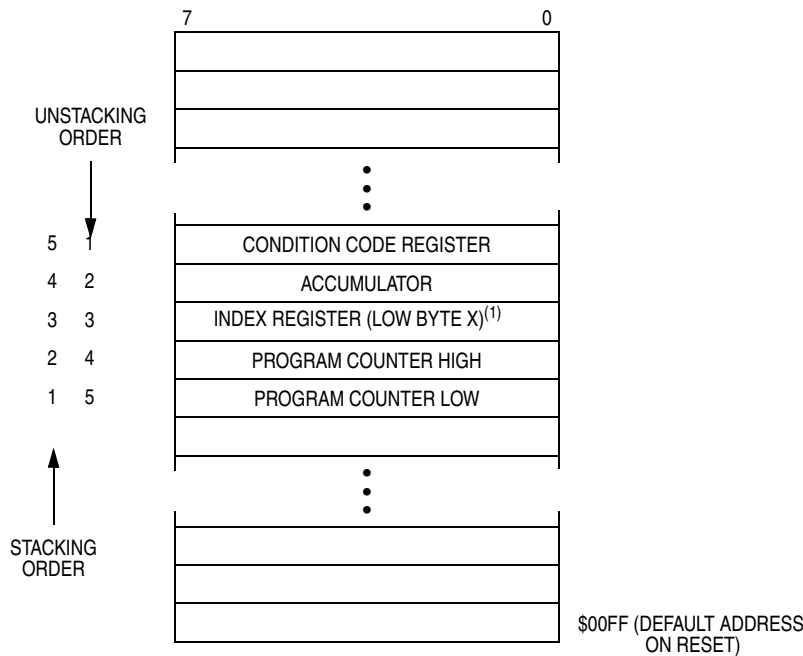 7 0
UNSTACKING
ORDER
5 1 CONDITION CODE REGISTER
4 2 ACCUMULATOR
3 3 INDEX REGISTER (LOW BYTE X)(1)
2 4 PROGRAM COUNTER HIGH
1 5 PROGRAM COUNTER LOW
STACKING
ORDER
$00FF (DEFAULT ADDRESS
ON RESET)